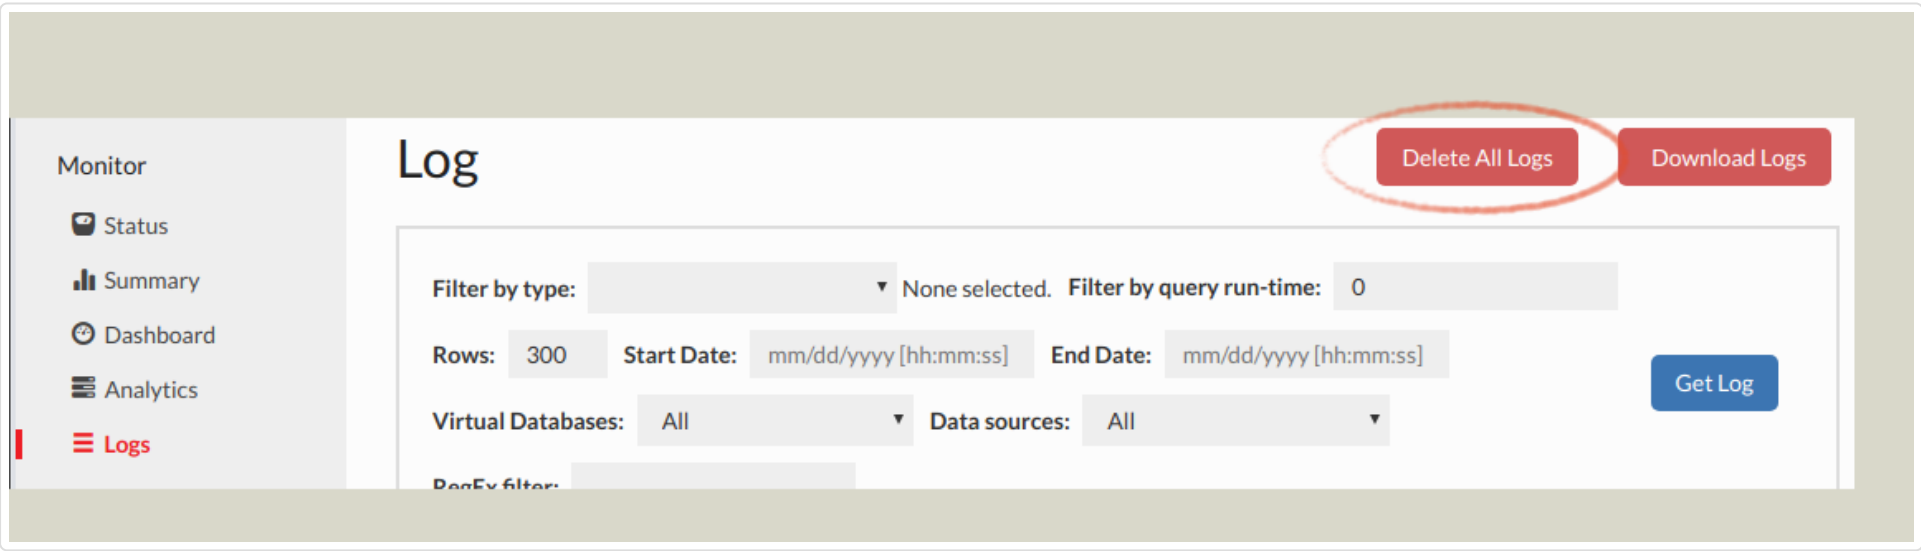 Monitor
Status
Summary
Dashboard
Analytics
Logs
Log
Delete All Logs
Download Logs
Filter by type: None selected. Filter by query run-time: 0
Rows: 300 Start Date: mm/dd/yyyy [hh:mm:ss] End Date: mm/dd/yyyy [hh:mm:ss]
Get Log
Virtual Databases: All Data sources: All
RegEx filter: